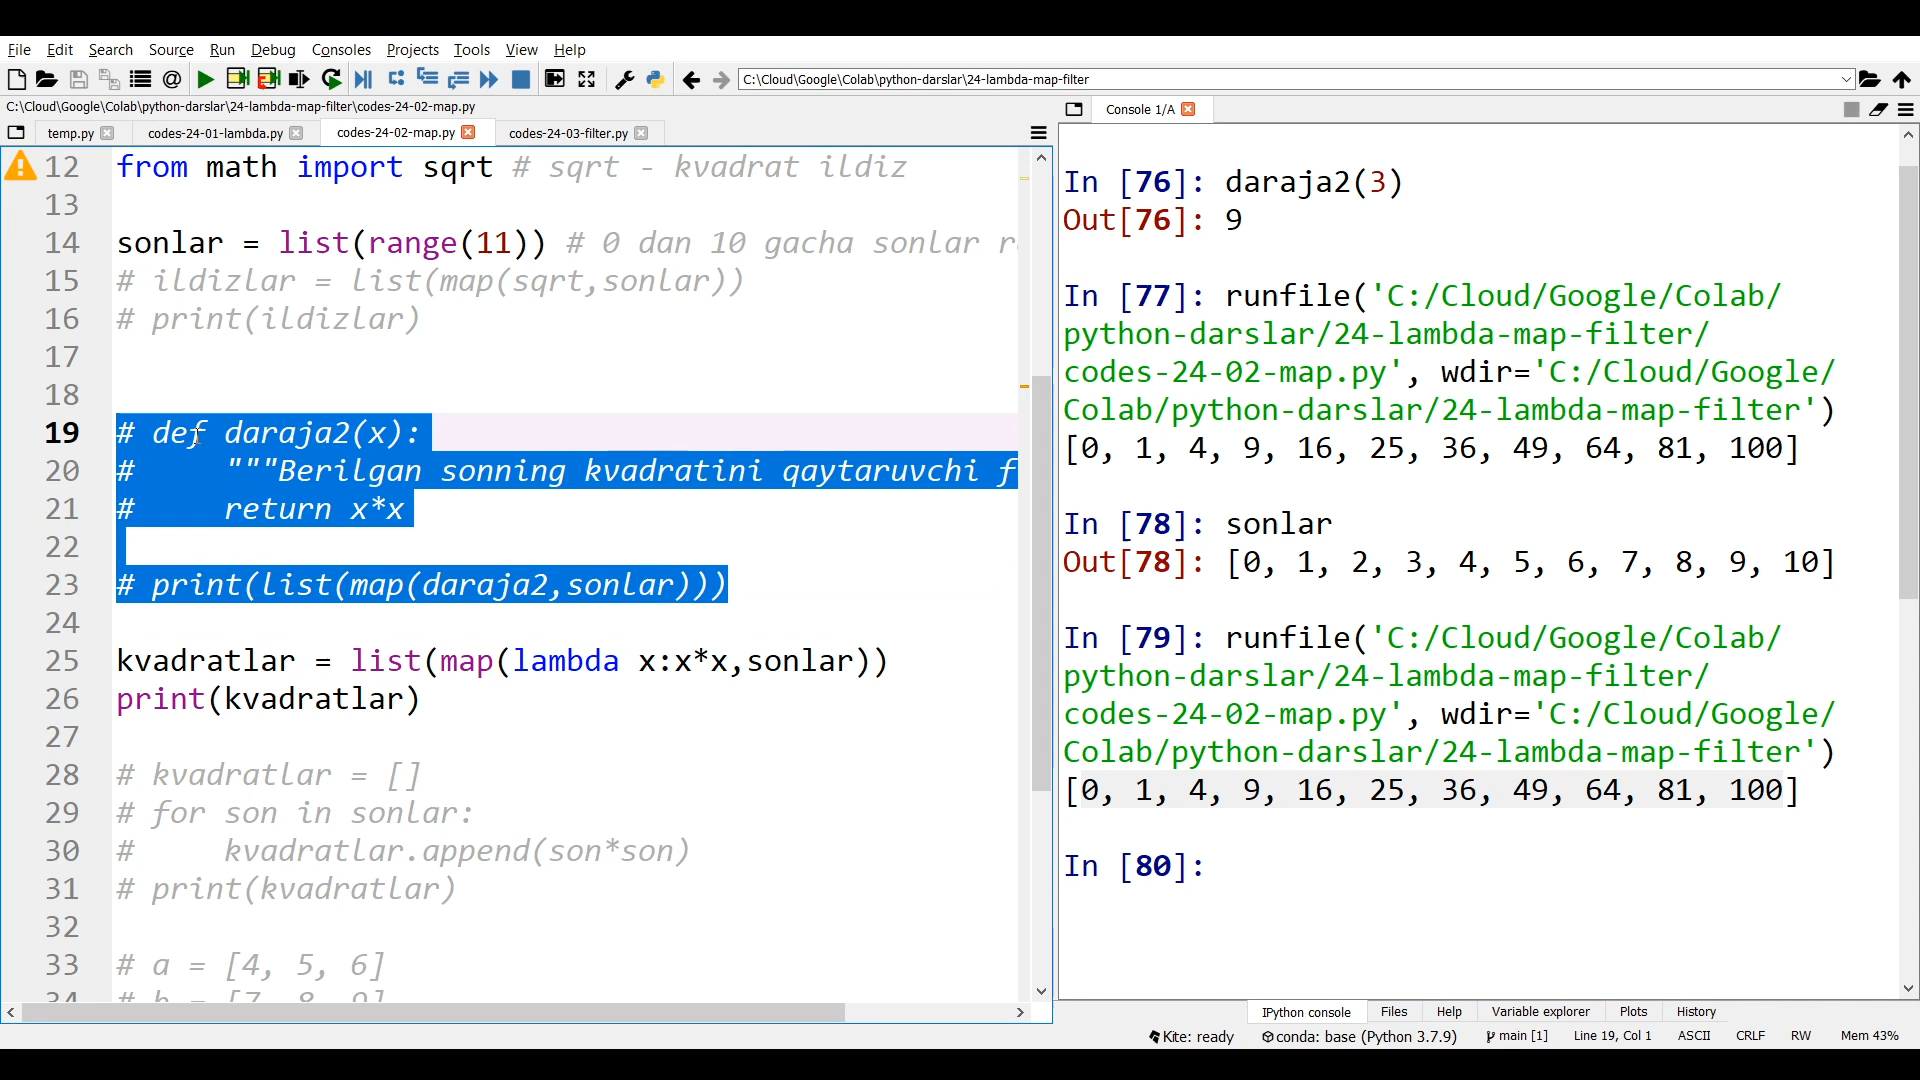 File Edit Search Source Run Debug Consoles Projects Tools View Help
C:\Cloud\Google\Colab\python-darslar\24-lambda-map-filter
C:\Cloud\Google\Colab\python-darslar\24-lambda-map-filter\codes-24-02-map.py
temp.py codes-24-01-lambda.py codes-24-02-map.py codes-24-03-filter.py
12 from math import sqrt # sqrt - kvadrat ildiz
13
14 sonlar = list(range(11)) # 0 dan 10 gacha sonlar
15 # ildizlar = list(map(sqrt,sonlar))
16 # print(ildizlar)
17
18
19 # def daraja2(x):
20 #     """Berilgan sonning kvadratini qaytaruvchi f
21 #     return x*x
22
23 # print(list(map(daraja2,sonlar)))
24
25 kvadratlar = list(map(lambda x:x*x,sonlar))
26 print(kvadratlar)
27
28 # kvadratlar = []
29 # for son in sonlar:
30 #     kvadratlar.append(son*son)
31 # print(kvadratlar)
32
33 # a = [4, 5, 6]
34 # b = [7, 8, 9]
Console 1/A
In [76]: daraja2(3)
Out[76]: 9
In [77]: runfile('C:/Cloud/Google/Colab/
python-darslar/24-lambda-map-filter/
codes-24-02-map.py', wdir='C:/Cloud/Google/
Colab/python-darslar/24-lambda-map-filter')
[0, 1, 4, 9, 16, 25, 36, 49, 64, 81, 100]
In [78]: sonlar
Out[78]: [0, 1, 2, 3, 4, 5, 6, 7, 8, 9, 10]
In [79]: runfile('C:/Cloud/Google/Colab/
python-darslar/24-lambda-map-filter/
codes-24-02-map.py', wdir='C:/Cloud/Google/
Colab/python-darslar/24-lambda-map-filter')
[0, 1, 4, 9, 16, 25, 36, 49, 64, 81, 100]
In [80]:
IPython console Files Help Variable explorer Plots History
Kite: ready conda: base (Python 3.7.9) main [1] Line 19, Col 1 ASCII CRLF RW Mem 43%